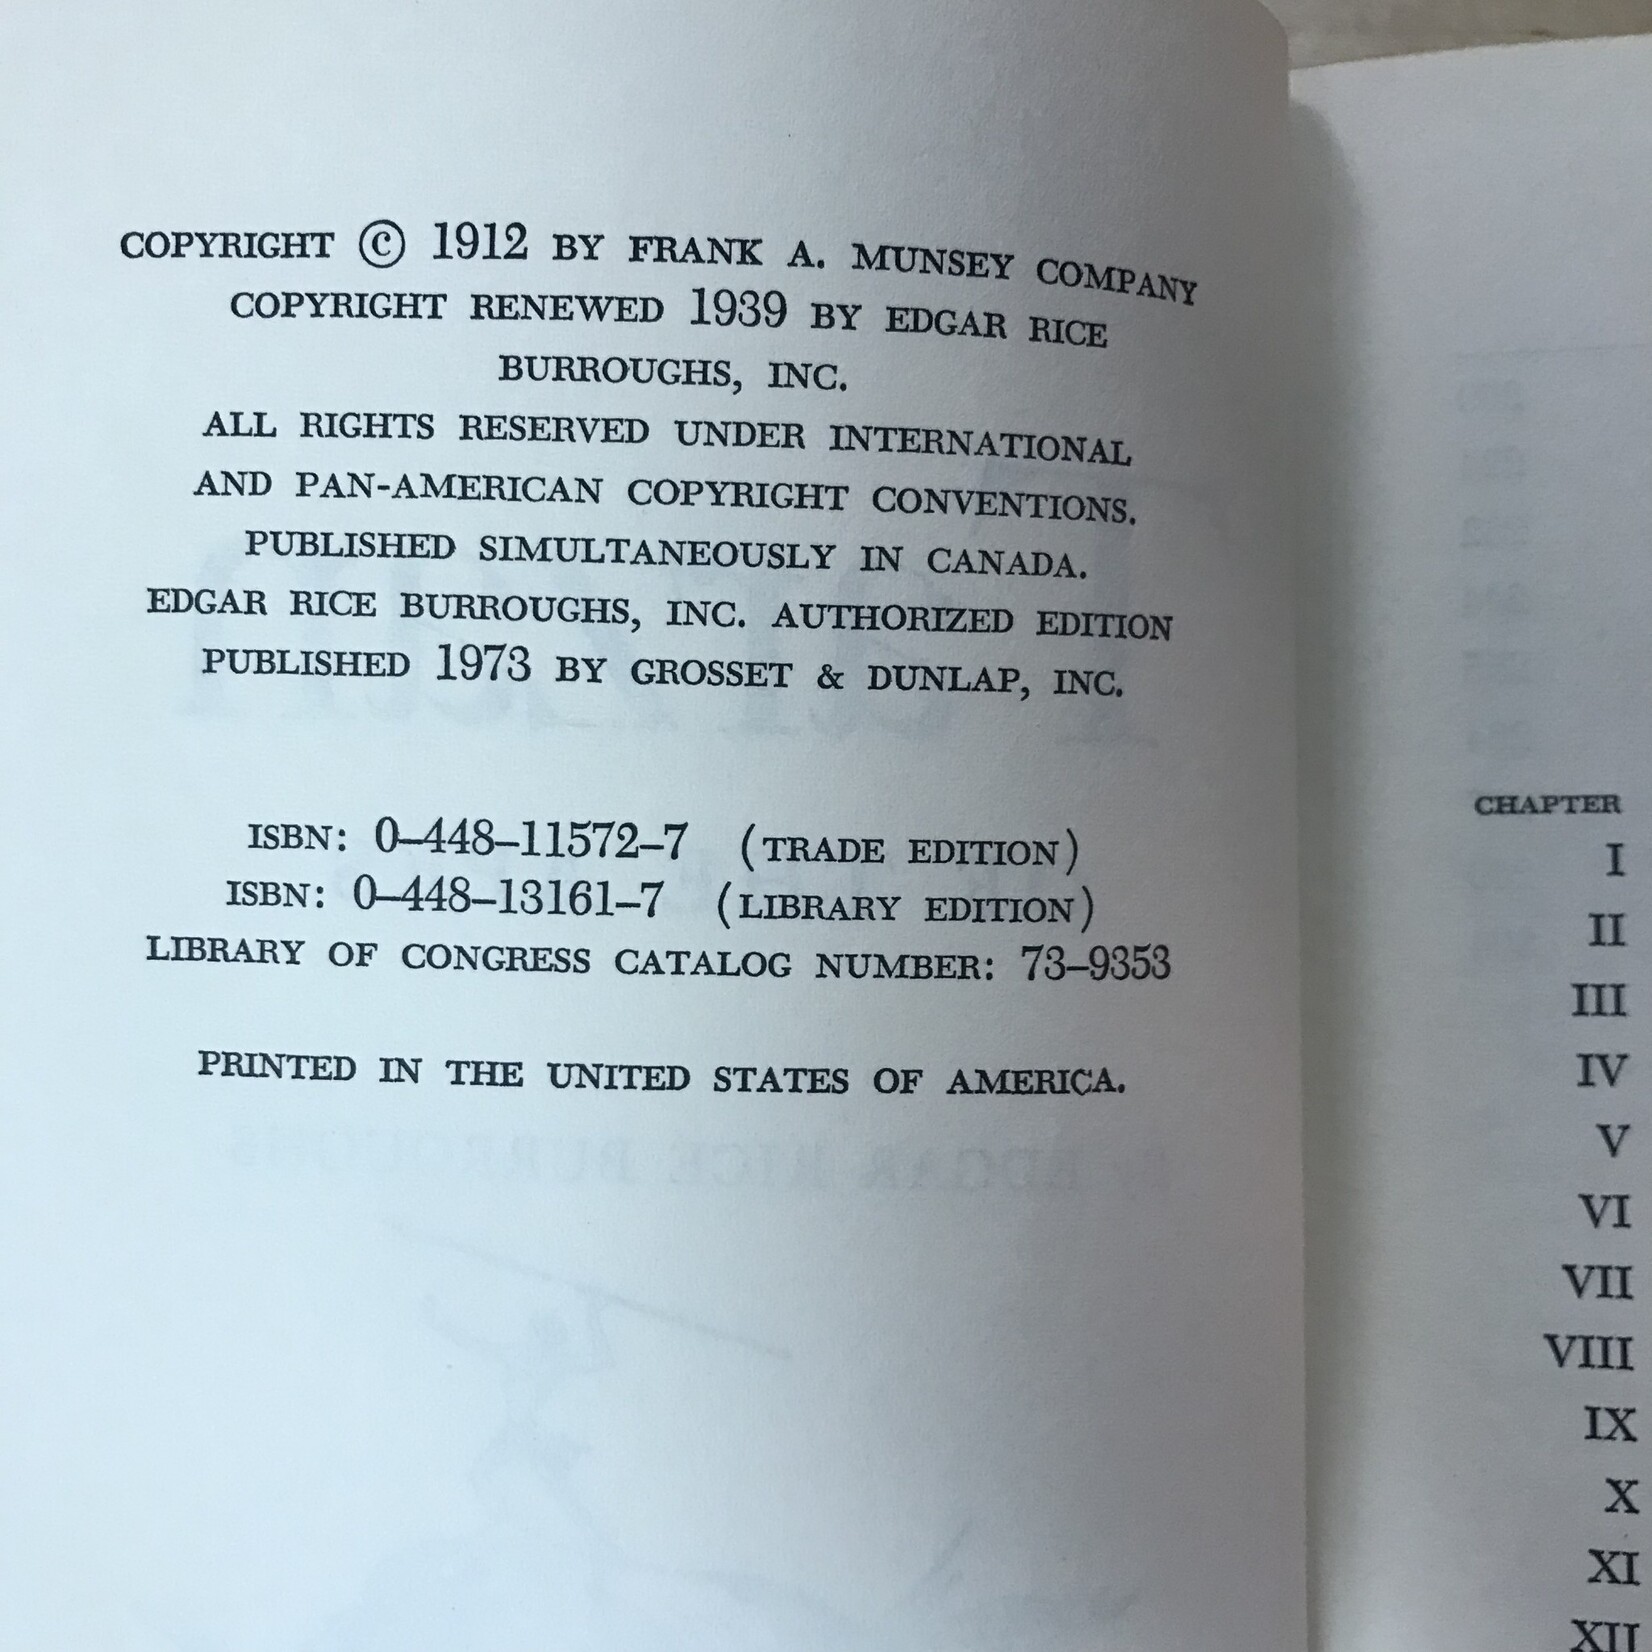 COPYRIGHT © 1912 BY FRANK A. MUNSEY COMPANY
COPYRIGHT RENEWED 1939 BY EDGAR RICE
BURROUGHS, INC.
ALL RIGHTS RESERVED UNDER INTERNATIONAL
AND PAN-AMERICAN COPYRIGHT CONVENTIONS.
PUBLISHED SIMULTANEOUSLY IN CANADA.
EDGAR RICE BURROUGHS, INC. AUTHORIZED EDITION
PUBLISHED 1973 BY GROSSET & DUNLAP, INC.
ISBN: 0–448–11572–7 (TRADE EDITION)
ISBN: 0–448–13161–7 (LIBRARY EDITION)
LIBRARY OF CONGRESS CATALOG NUMBER: 73–9353
PRINTED IN THE UNITED STATES OF AMERICA.
CHAPTER
I
II
III
IV
V
VI
VII
VIII
IX
X
XI
XII